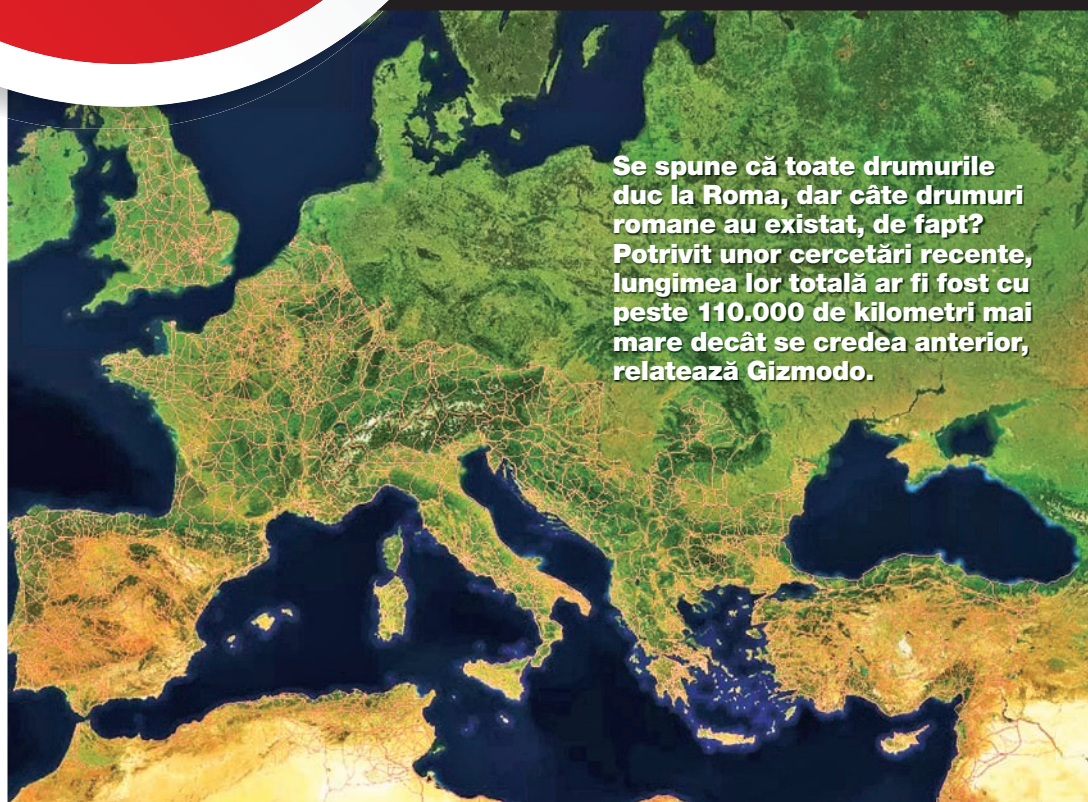 Se spune că toate drumurile
duc la Roma, dar câte drumuri
romane au existat, de fapt?
Potrivit unor cercetări recente,
lungimea lor totală ar fi fost cu
peste 110.000 de kilometri mai
mare decât se credea anterior,
relatează Gizmodo.